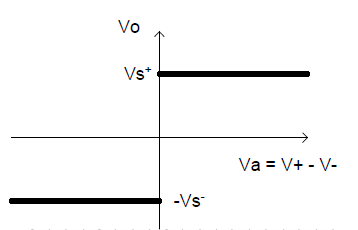 Vo
Vs⁺
Va = V+ - V-
-Vs⁻